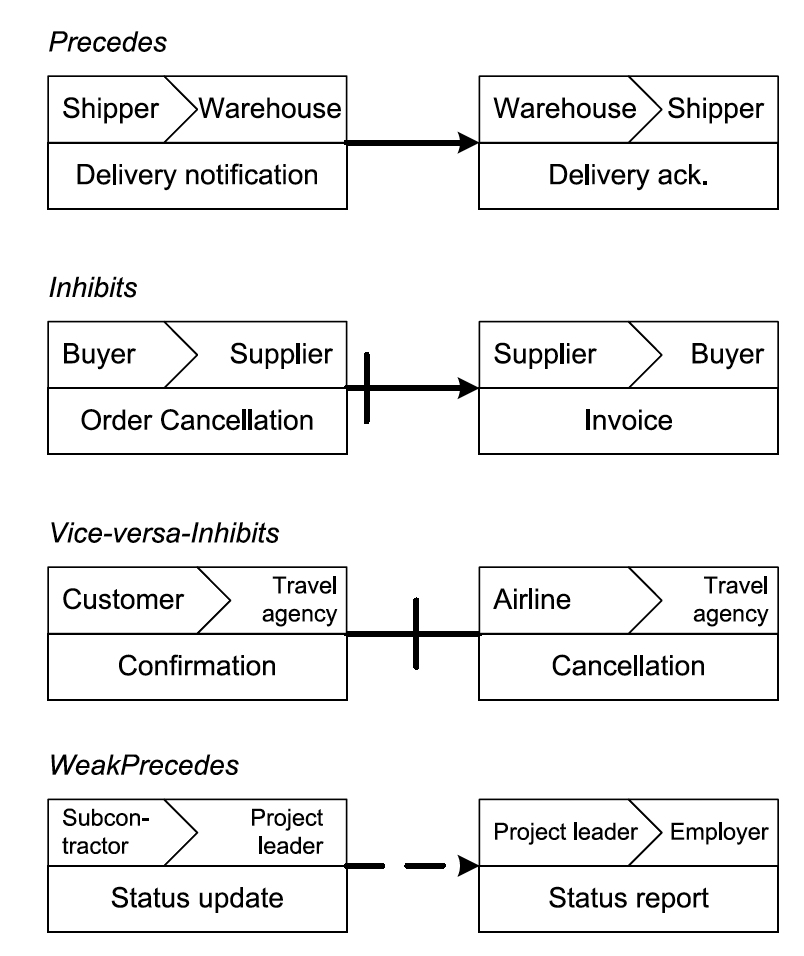 Precedes
Shipper Warehouse Warehouse Shipper
Delivery notification Delivery ack.
Inhibits
Buyer Supplier Supplier Buyer
Order Cancellation Invoice
Vice-versa-Inhibits
Customer Travel agency Airline Travel agency
Confirmation Cancellation
WeakPrecedes
Subcon-
tractor
Project
leader
Project leader Employer
Status update Status report